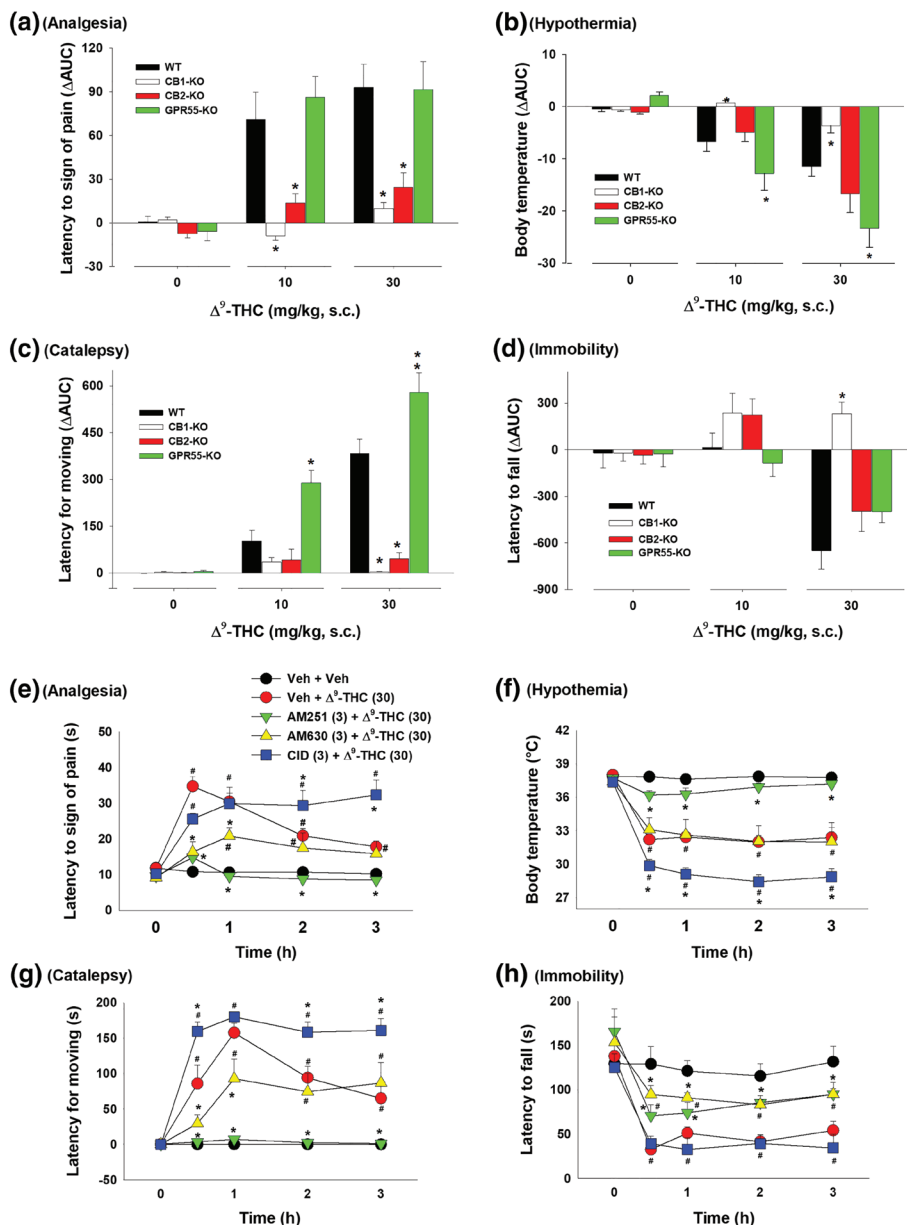 (a) (Analgesia)
Latency to sign of pain (ΔAUC)
120
90
60
30
0
-30
WT
CB1-KO
CB2-KO
GPR55-KO
* * * *
0 10 30
Δ⁹-THC (mg/kg, s.c.)
(b) (Hypothermia)
Body temperature (ΔAUC)
10
0
-10
-20
-30
WT
CB1-KO
CB2-KO
GPR55-KO
* * * *
0 10 30
Δ⁹-THC (mg/kg, s.c.)
(c) (Catalepsy)
Latency for moving (ΔAUC)
600
450
300
150
0
WT
CB1-KO
CB2-KO
GPR55-KO
* * * * *
0 10 30
Δ⁹-THC (mg/kg, s.c.)
(d) (Immobility)
Latency to fall (ΔAUC)
300
0
-300
-600
-900
WT
CB1-KO
CB2-KO
GPR55-KO
*
0 10 30
Δ⁹-THC (mg/kg, s.c.)
(e) (Analgesia)
Veh + Veh
Veh + Δ⁹-THC (30)
AM251 (3) + Δ⁹-THC (30)
AM630 (3) + Δ⁹-THC (30)
CID (3) + Δ⁹-THC (30)
Latency to sign of pain (s)
50
40
30
20
10
0
0 1 2 3
Time (h)
(f) (Hypothemia)
Body temperature (°C)
42
39
36
33
30
27
0 1 2 3
Time (h)
(g) (Catalepsy)
Latency for moving (s)
250
200
150
100
50
0
-50
0 1 2 3
Time (h)
(h) (Immobility)
Latency to fall (s)
200
150
100
50
0
0 1 2 3
Time (h)